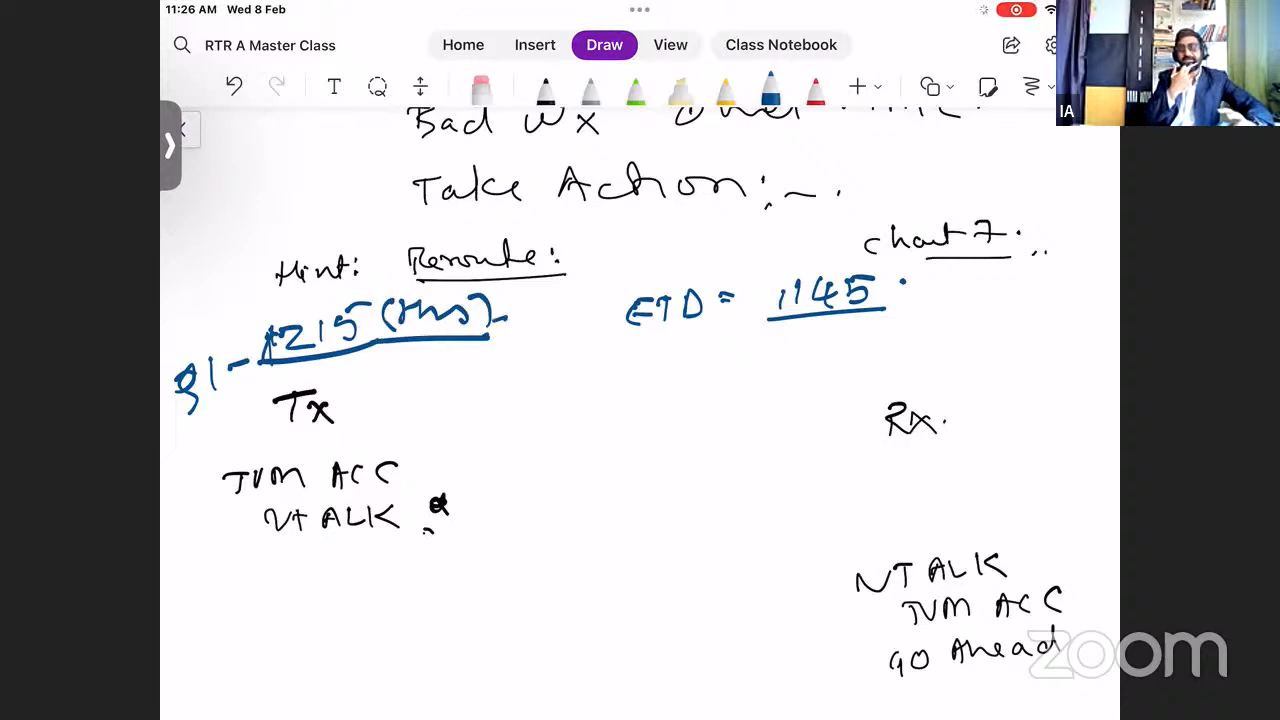 11:26 AM Wed 8 Feb
RTR A Master Class
Home Insert Draw View Class Notebook
IA
T
Bad Wx Over
Take Action:-
Hint: Reroute:
chart 7.
1215 (Hrs)
ETD = 1145
Tx
Rx.
TVM ACC
VTALK
VTALK
TVM ACC
GO Ahead
zoom